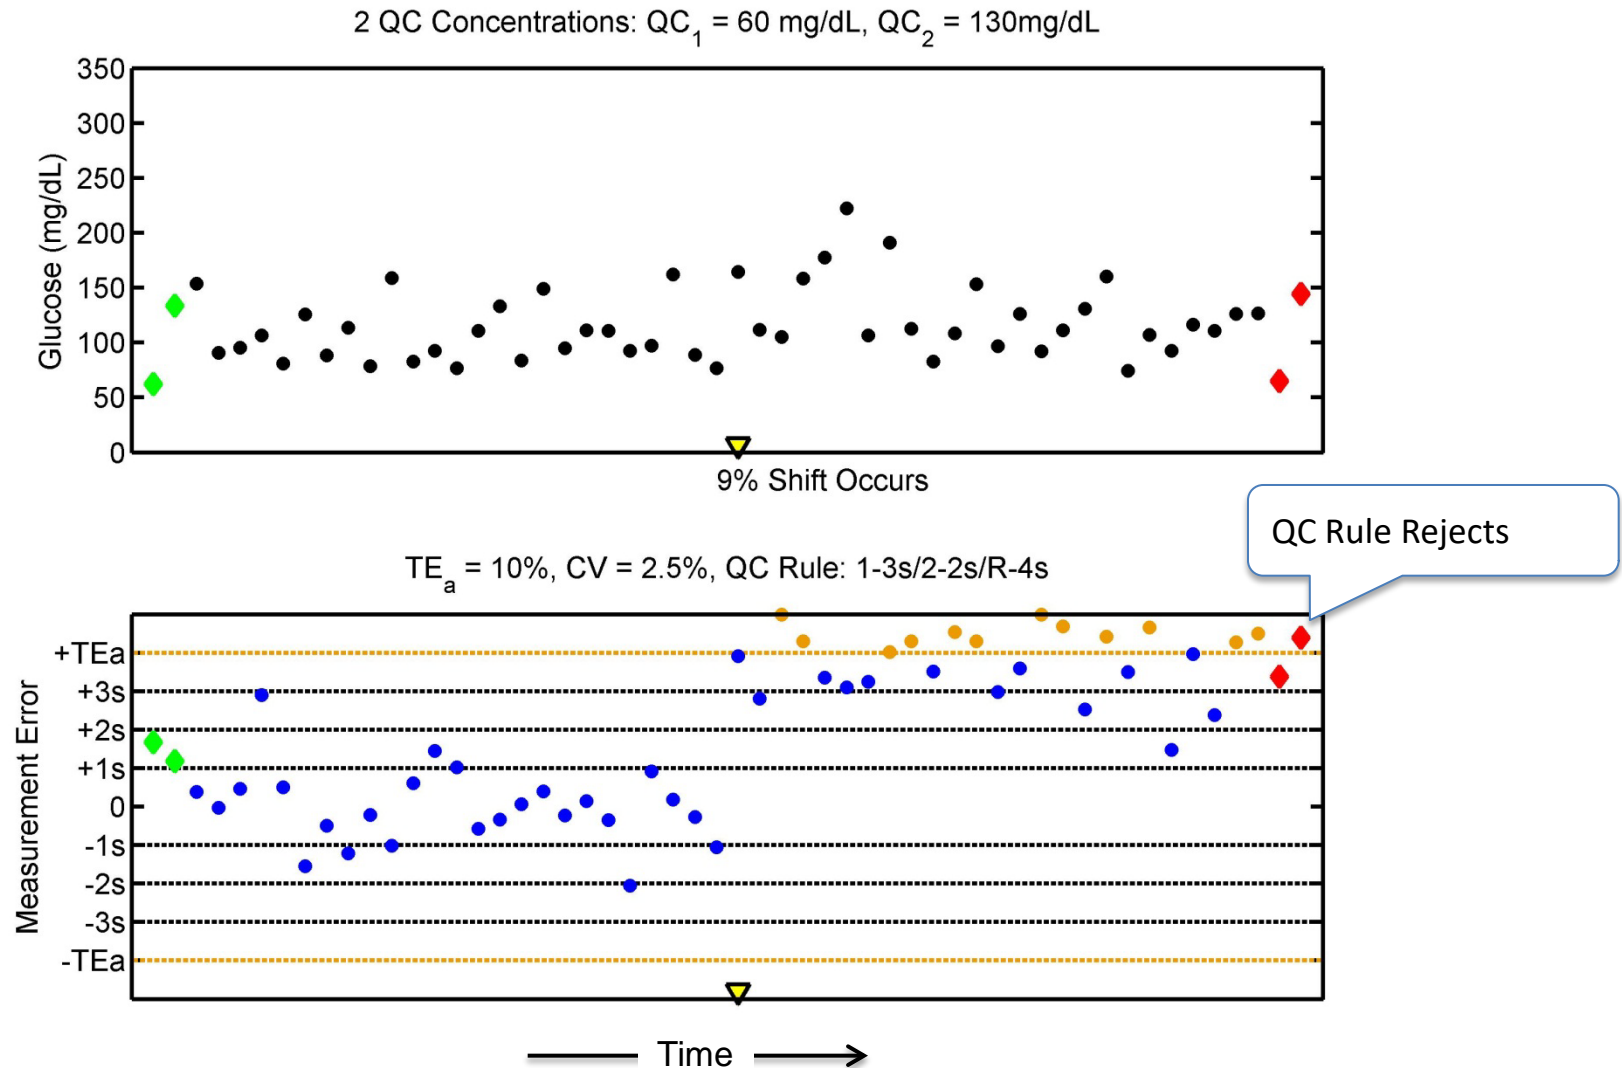 2 QC Concentrations: QC1 = 60 mg/dL, QC2 = 130mg/dL
350
300
250
200
150
100
50
0
Glucose (mg/dL)
9% Shift Occurs
QC Rule Rejects
TEa = 10%, CV = 2.5%, QC Rule: 1-3s/2-2s/R-4s
+TEa
+3s
+2s
+1s
0
-1s
-2s
-3s
-TEa
Measurement Error
Time